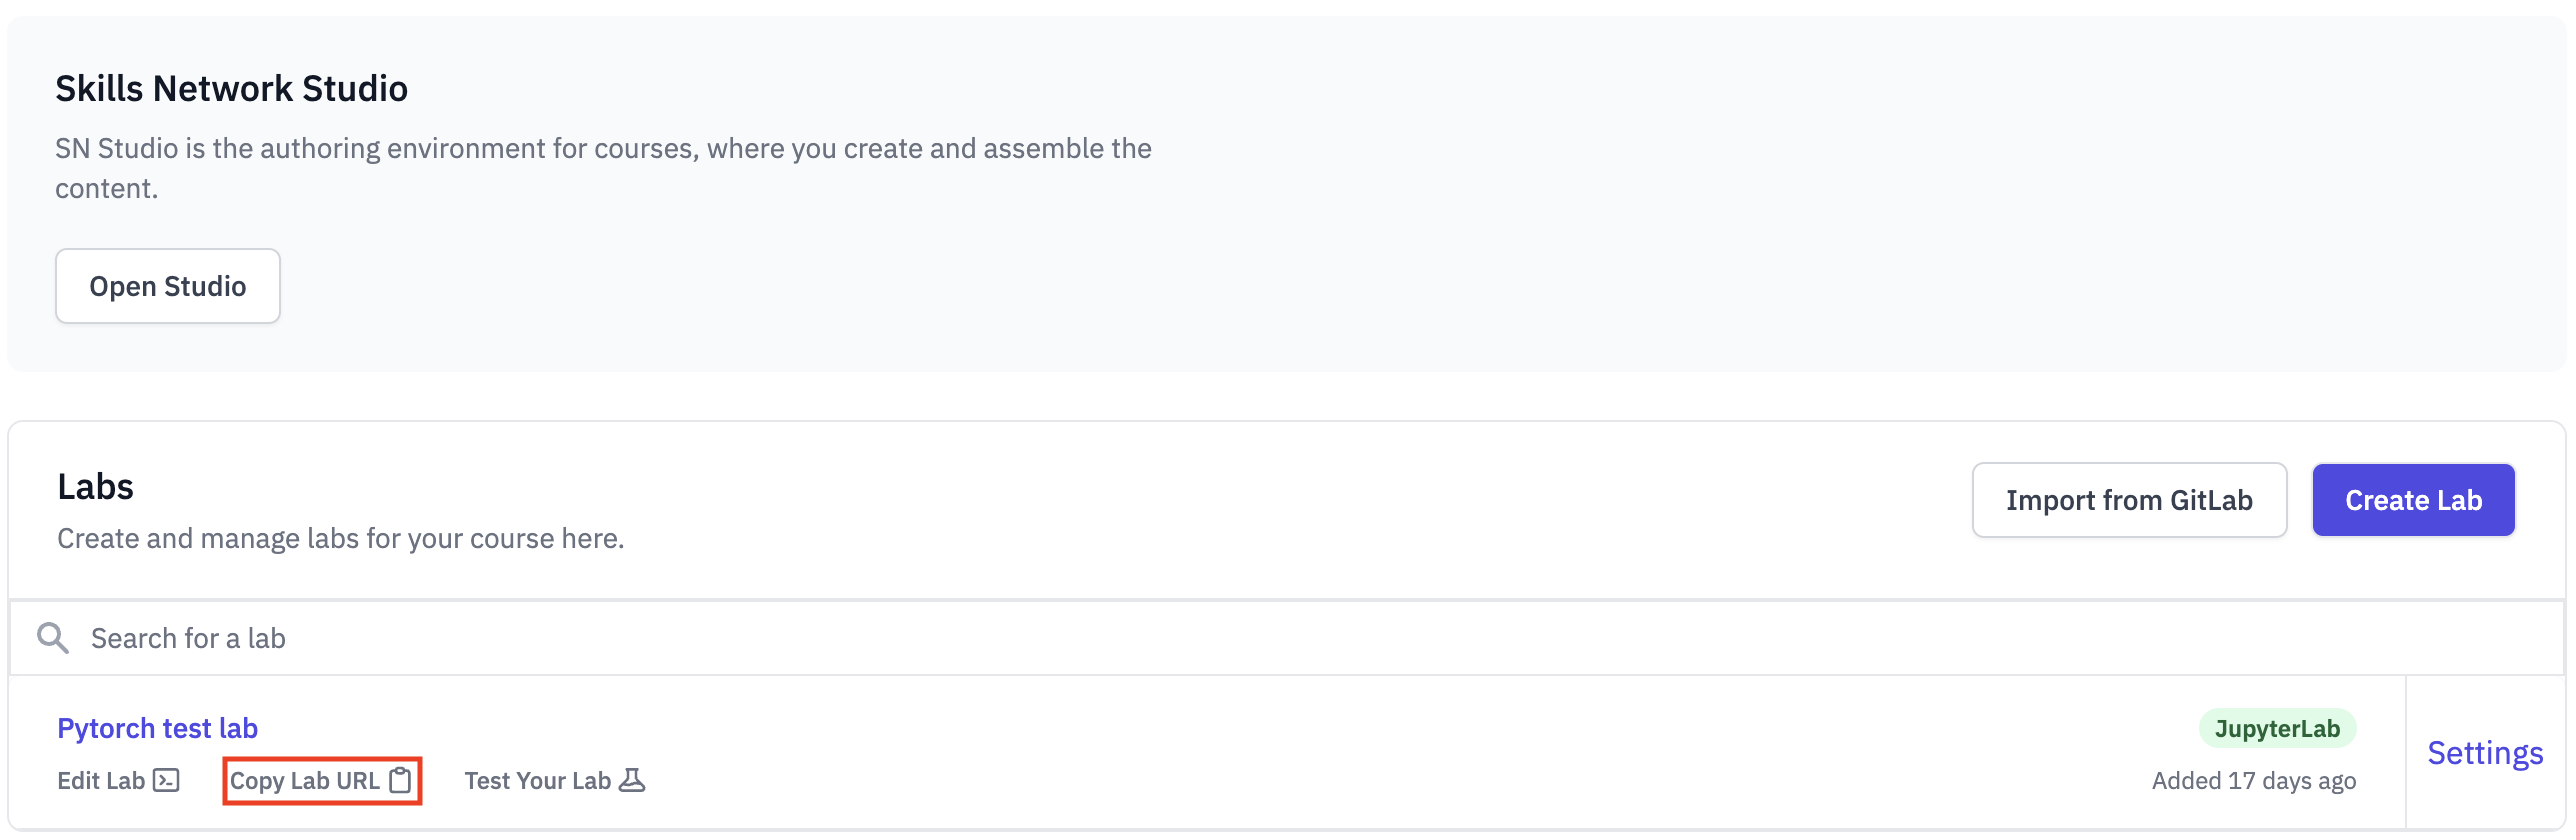 Skills Network Studio
SN Studio is the authoring environment for courses, where you create and assemble the
content.
Open Studio
Labs
Create and manage labs for your course here.
Import from GitLab
Create Lab
Search for a lab
Pytorch test lab
Edit Lab
Copy Lab URL
Test Your Lab
JupyterLab
Added 17 days ago
Settings